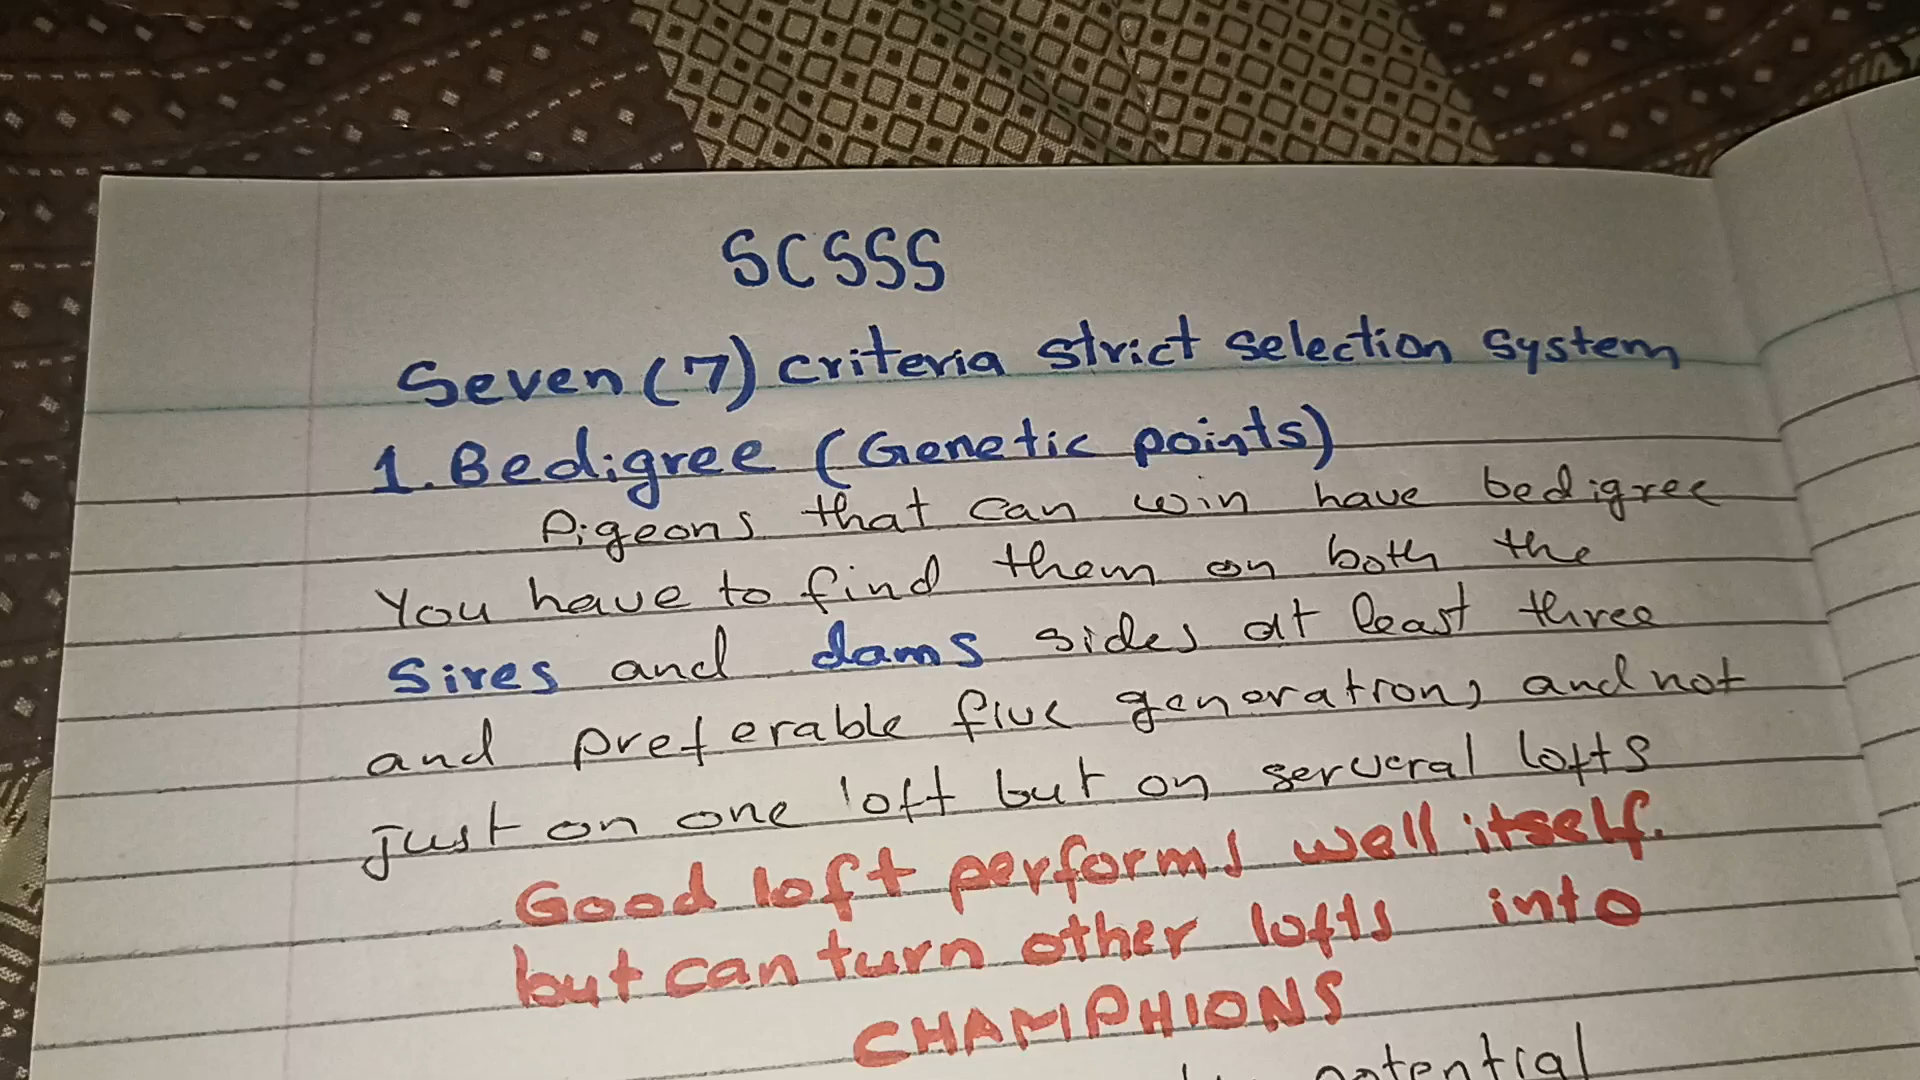 SCSSS
Seven (7) criteria strict selection system
1. Bedigree (Genetic points)
Pigeons that can win have bedigree
You have to find them on both the
Sires and dams sides at least three
and preferable five generations and not
just on one loft but on serveral lofts
Good loft performs well itself.
but can turn other lofts into
CHAMPHIONS
potential